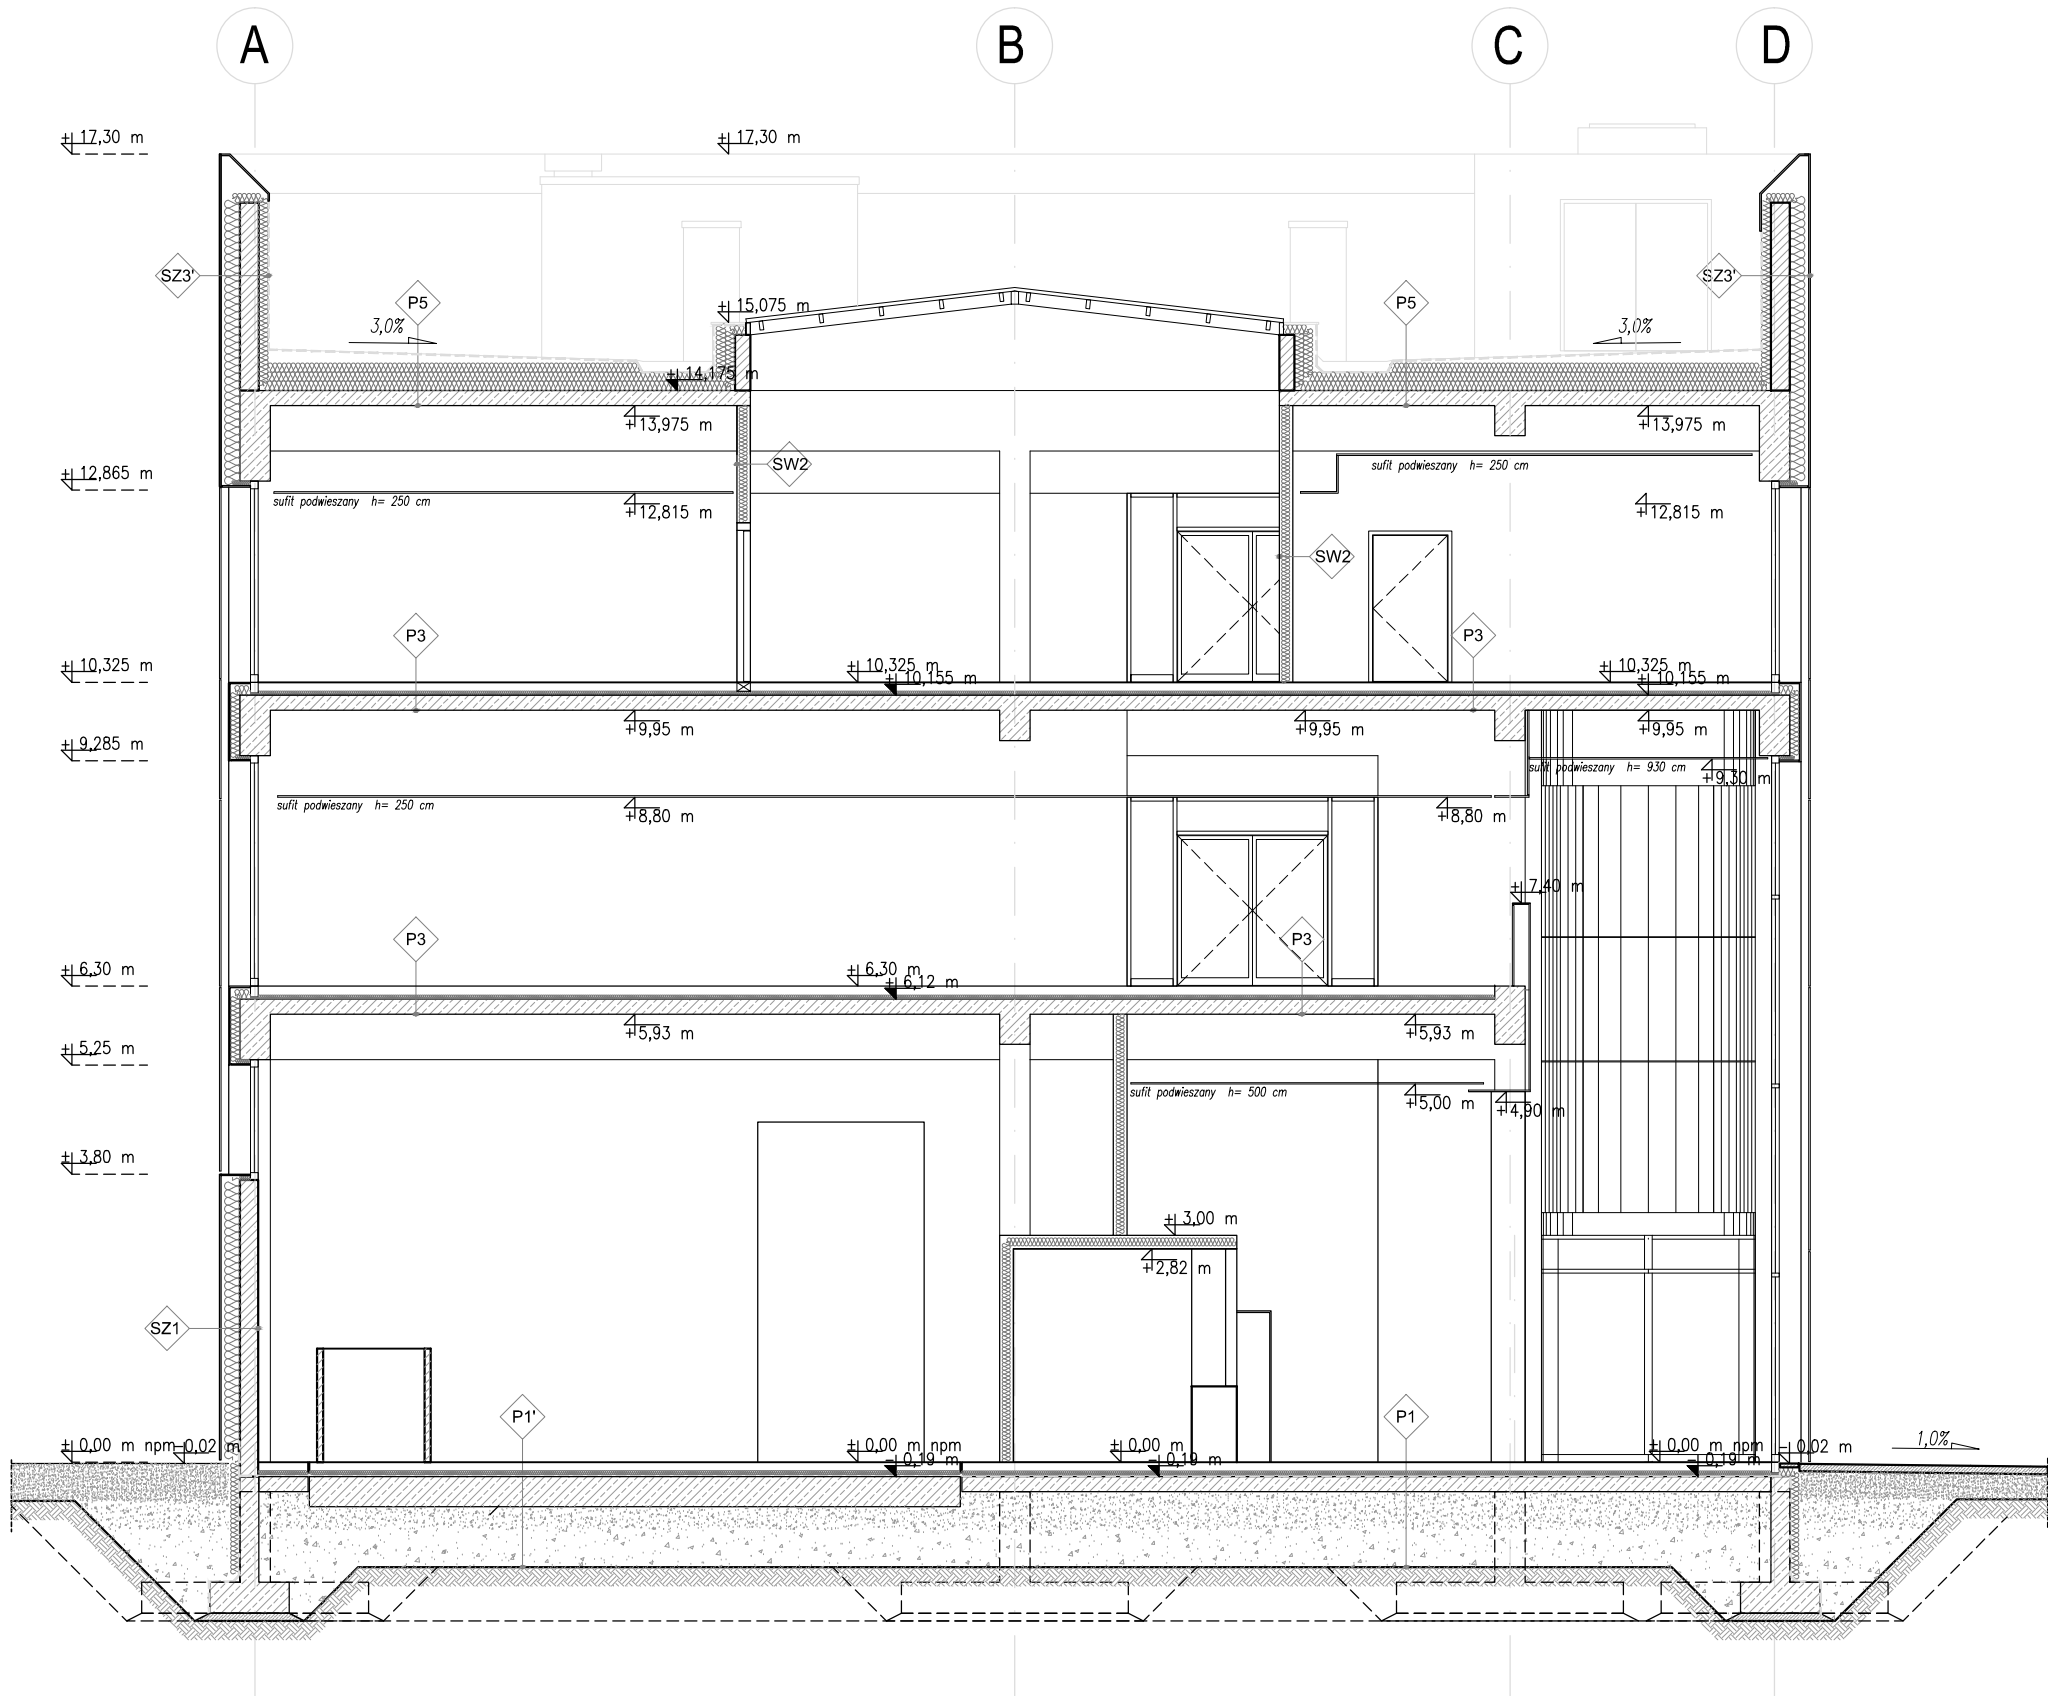 A B C D
± 17,30 m
± 17,30 m
SZ3'
SZ3'
P5
P5
± 15,075 m
3,0%
3,0%
± 14,175 m
+13,975 m
+13,975 m
SW2
sufit podwieszany h= 250 cm
± 12,865 m
sufit podwieszany h= 250 cm
+12,815 m
+12,815 m
SW2
P3
P3
± 10,325 m
± 10,325 m
± 10,325 m
± 10,155 m
± 10,155 m
+9,95 m
+9,95 m
+9,95 m
± 9,285 m
sufit podwieszany h= 930 cm
+9,30 m
sufit podwieszany h= 250 cm
+8,80 m
+8,80 m
± 7,40 m
P3
P3
± 6,30 m
± 6,30 m
± 6,12 m
+5,93 m
+5,93 m
± 5,25 m
sufit podwieszany h= 500 cm
+5,00 m
+4,90 m
± 3,80 m
± 3,00 m
+2,82 m
SZ1
P1'
P1
1,0%
± 0,00 m npm
-0,02 m
± 0,00 m npm
± 0,00 m
± 0,00 m npm
- 0,02 m
- 0,19 m
- 0,19 m
- 0,19 m